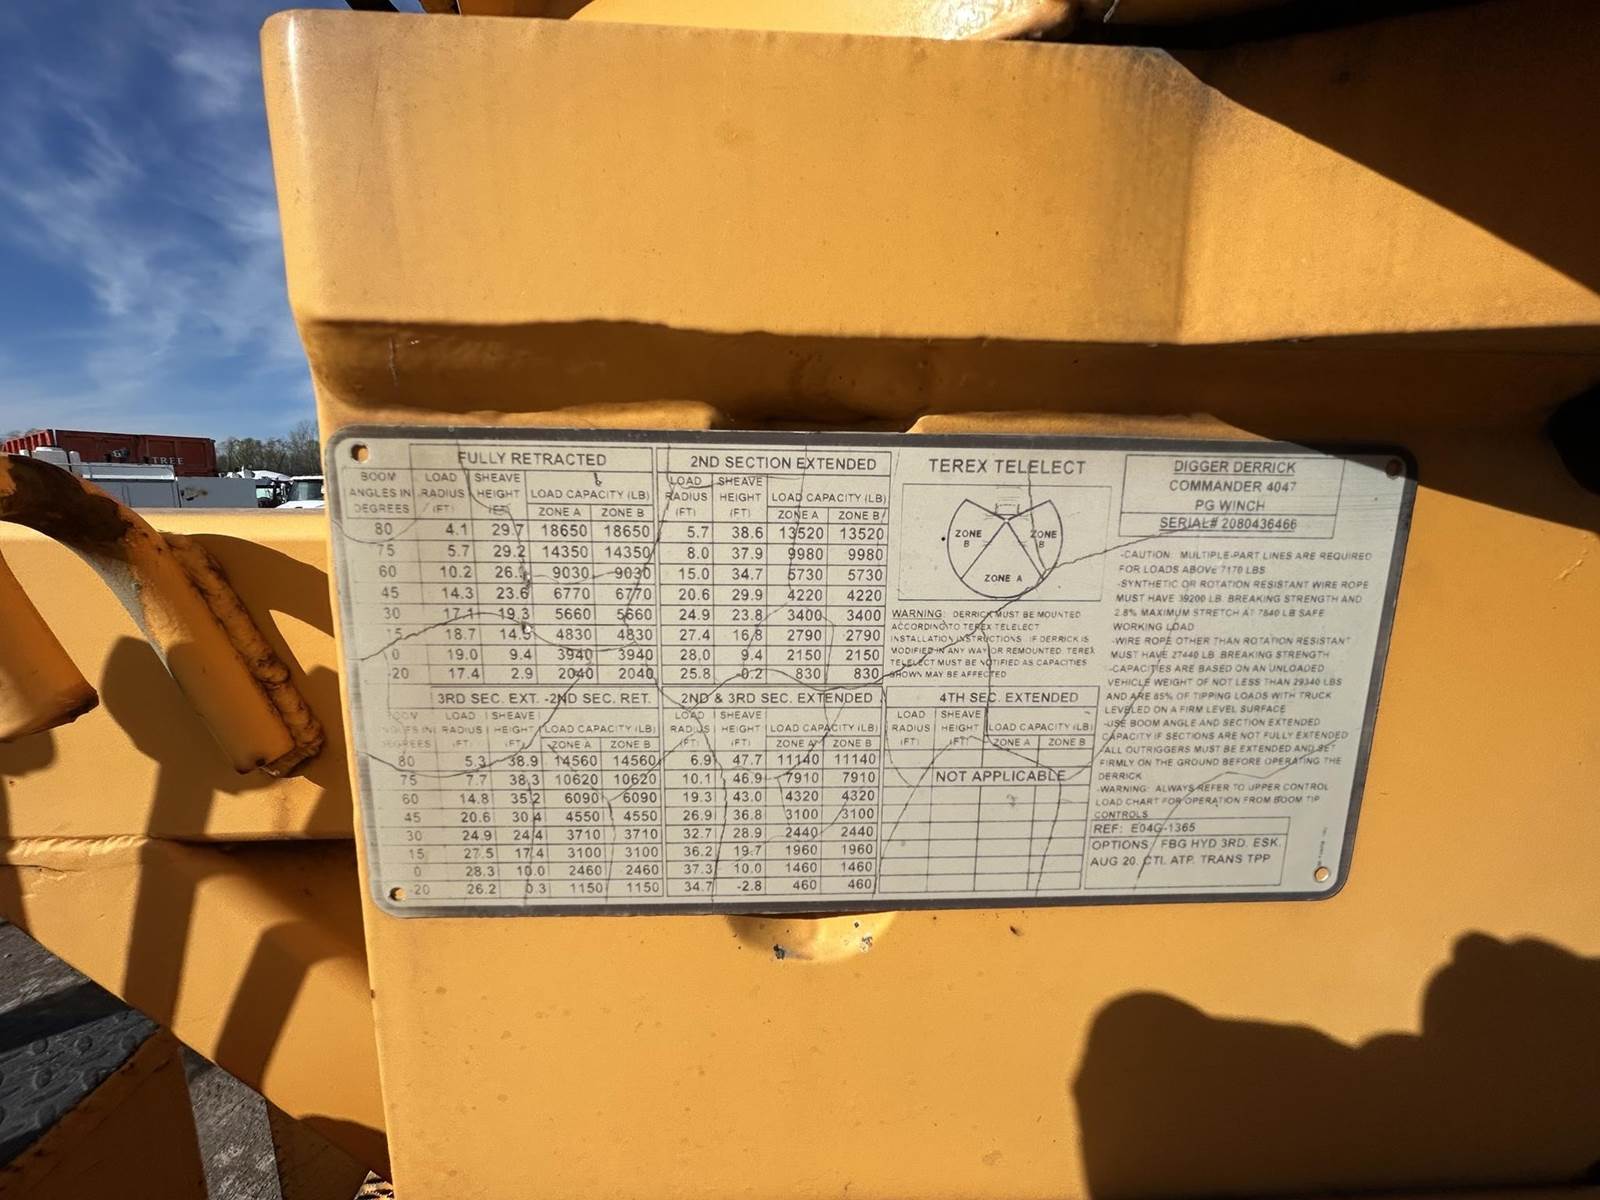 TREE
FULLY RETRACTED
BOOM ANGLES IN DEGREES LOAD RADIUS (FT) SHEAVE HEIGHT (FT) LOAD CAPACITY (LB)
ZONE A ZONE B
80 4.1 29.7 18650 18650
75 5.7 29.2 14350 14350
60 10.2 26. 9030 9030
45 14.3 23.6 6770 6770
30 17.1 19.3 5660 5660
15 18.7 14. 4830 4830
0 19.0 9.4 3940 3940
-20 17.4 2.9 2040 2040
2ND SECTION EXTENDED
LOAD RADIUS (FT) SHEAVE HEIGHT (FT) LOAD CAPACITY (LB)
ZONE A ZONE B
5.7 38.6 13520 13520
8.0 37.9 9980 9980
15.0 34.7 5730 5730
20.6 29.9 4220 4220
24.9 23.8 3400 3400
27.4 16.8 2790 2790
28.0 9.4 2150 2150
25.8 -0.2 830 830
3RD SEC. EXT. -2ND SEC. RET.
BOOM ANGLES IN DEGREES LOAD RADIUS (FT) SHEAVE HEIGHT (FT) LOAD CAPACITY (LB)
ZONE A ZONE B
80 5.3 38.9 14560 14560
75 7.7 38.3 10620 10620
60 14.8 35.2 6090 6090
45 20.6 30.4 4550 4550
30 24.9 24.4 3710 3710
15 27.5 17.4 3100 3100
0 28.3 10.0 2460 2460
-20 26.2 0.3 1150 1150
2ND & 3RD SEC. EXTENDED
LOAD RADIUS (FT) SHEAVE HEIGHT (FT) LOAD CAPACITY (LB)
ZONE A ZONE B
6.9 47.7 11140 11140
10.1 46.9 7910 7910
19.3 43.0 4320 4320
26.9 36.8 3100 3100
32.7 28.9 2440 2440
36.2 19.7 1960 1960
37.3 10.0 1460 1460
34.7 -2.8 460 460
TEREX TELELECT
ZONE B
ZONE B
ZONE A
WARNING: DERRICK MUST BE MOUNTED
ACCORDING TO TEREX TELELECT
INSTALLATION INSTRUCTIONS. IF DERRICK IS
MODIFIED IN ANY WAY OR REMOUNTED. TEREX
TELELECT MUST BE NOTIFIED AS CAPACITIES
SHOWN MAY BE AFFECTED
4TH SEC. EXTENDED
LOAD RADIUS (FT) SHEAVE HEIGHT (FT) LOAD CAPACITY (LB)
ZONE A ZONE B
NOT APPLICABLE
DIGGER DERRICK
COMMANDER 4047
PG WINCH
SERIAL# 2080436466
-CAUTION: MULTIPLE-PART LINES ARE REQUIRED
FOR LOADS ABOVE 7170 LBS
-SYNTHETIC OR ROTATION RESISTANT WIRE ROPE
MUST HAVE 39200 LB. BREAKING STRENGTH AND
2.8% MAXIMUM STRETCH AT 7840 LB SAFE
WORKING LOAD
-WIRE ROPE OTHER THAN ROTATION RESISTANT
MUST HAVE 27440 LB. BREAKING STRENGTH
-CAPACITIES ARE BASED ON AN UNLOADED
VEHICLE WEIGHT OF NOT LESS THAN 29340 LBS
AND ARE 85% OF TIPPING LOADS WITH TRUCK
LEVELED ON A FIRM LEVEL SURFACE
-USE BOOM ANGLE AND SECTION EXTENDED
CAPACITY IF SECTIONS ARE NOT FULLY EXTENDED
-ALL OUTRIGGERS MUST BE EXTENDED AND SET
FIRMLY ON THE GROUND BEFORE OPERATING THE
DERRICK
-WARNING: ALWAYS REFER TO UPPER CONTROL
LOAD CHART FOR OPERATION FROM BOOM TIP
CONTROLS.
REF: E04G-1365
OPTIONS: FBG HYD 3RD. ESK.
AUG 20. CTL ATP. TRANS TPP